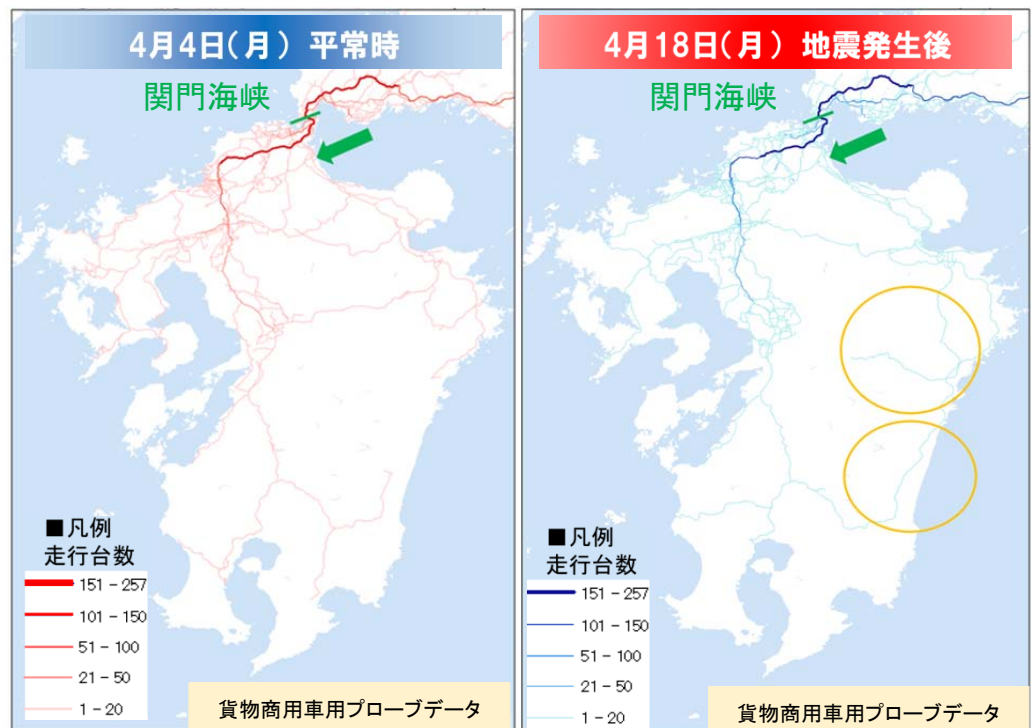 4月4日(月) 平常時
関門海峡
■凡例
走行台数
151 - 257
101 - 150
51 - 100
21 - 50
1 - 20
貨物商用車用プローブデータ
4月18日(月) 地震発生後
関門海峡
■凡例
走行台数
151 - 257
101 - 150
51 - 100
21 - 50
1 - 20
貨物商用車用プローブデータ